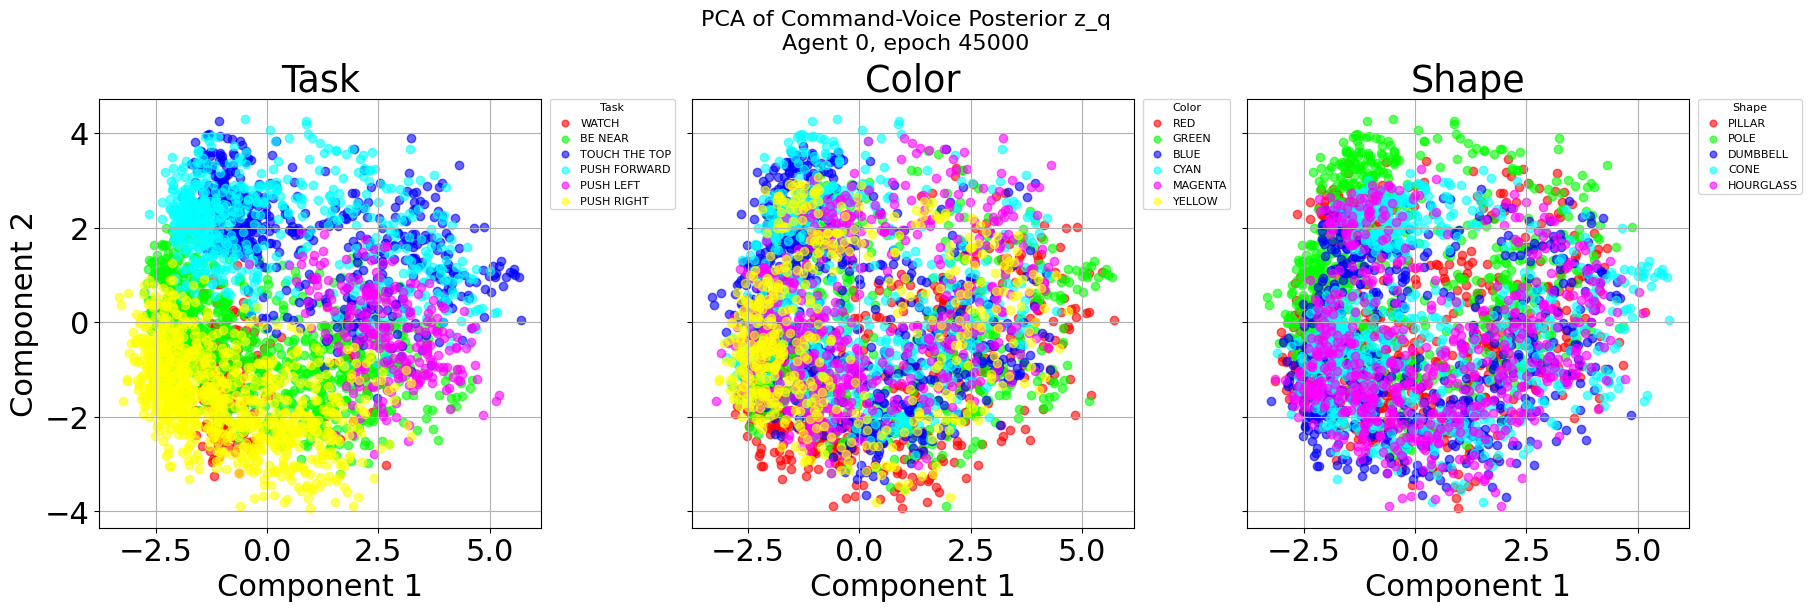 PCA of Command-Voice Posterior z_q
Agent 0, epoch 45000
Task
Component 2
4
2
0
−2
−4
−2.5 0.0 2.5 5.0
Component 1
Task
WATCH
BE NEAR
TOUCH THE TOP
PUSH FORWARD
PUSH LEFT
PUSH RIGHT
Color
−2.5 0.0 2.5 5.0
Component 1
Color
RED
GREEN
BLUE
CYAN
MAGENTA
YELLOW
Shape
−2.5 0.0 2.5 5.0
Component 1
Shape
PILLAR
POLE
DUMBBELL
CONE
HOURGLASS